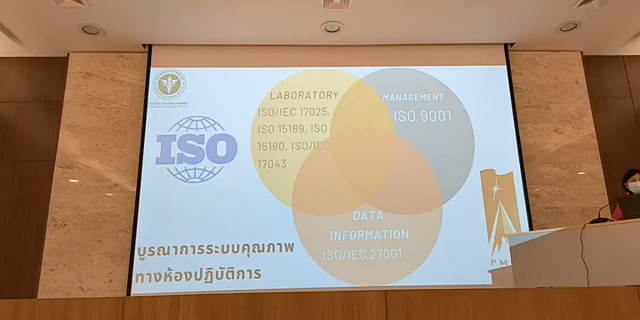 LABORATORY
ISO/IEC 17025,
ISO 15189, ISO
15190, ISO/IEC
17043
MANAGEMENT
ISO 9001
ISO
DATA
INFORMATION
ISO/IEC 27001
บูรณาการระบบคุณภาพ
ทางห้องปฏิบัติการ
P.M